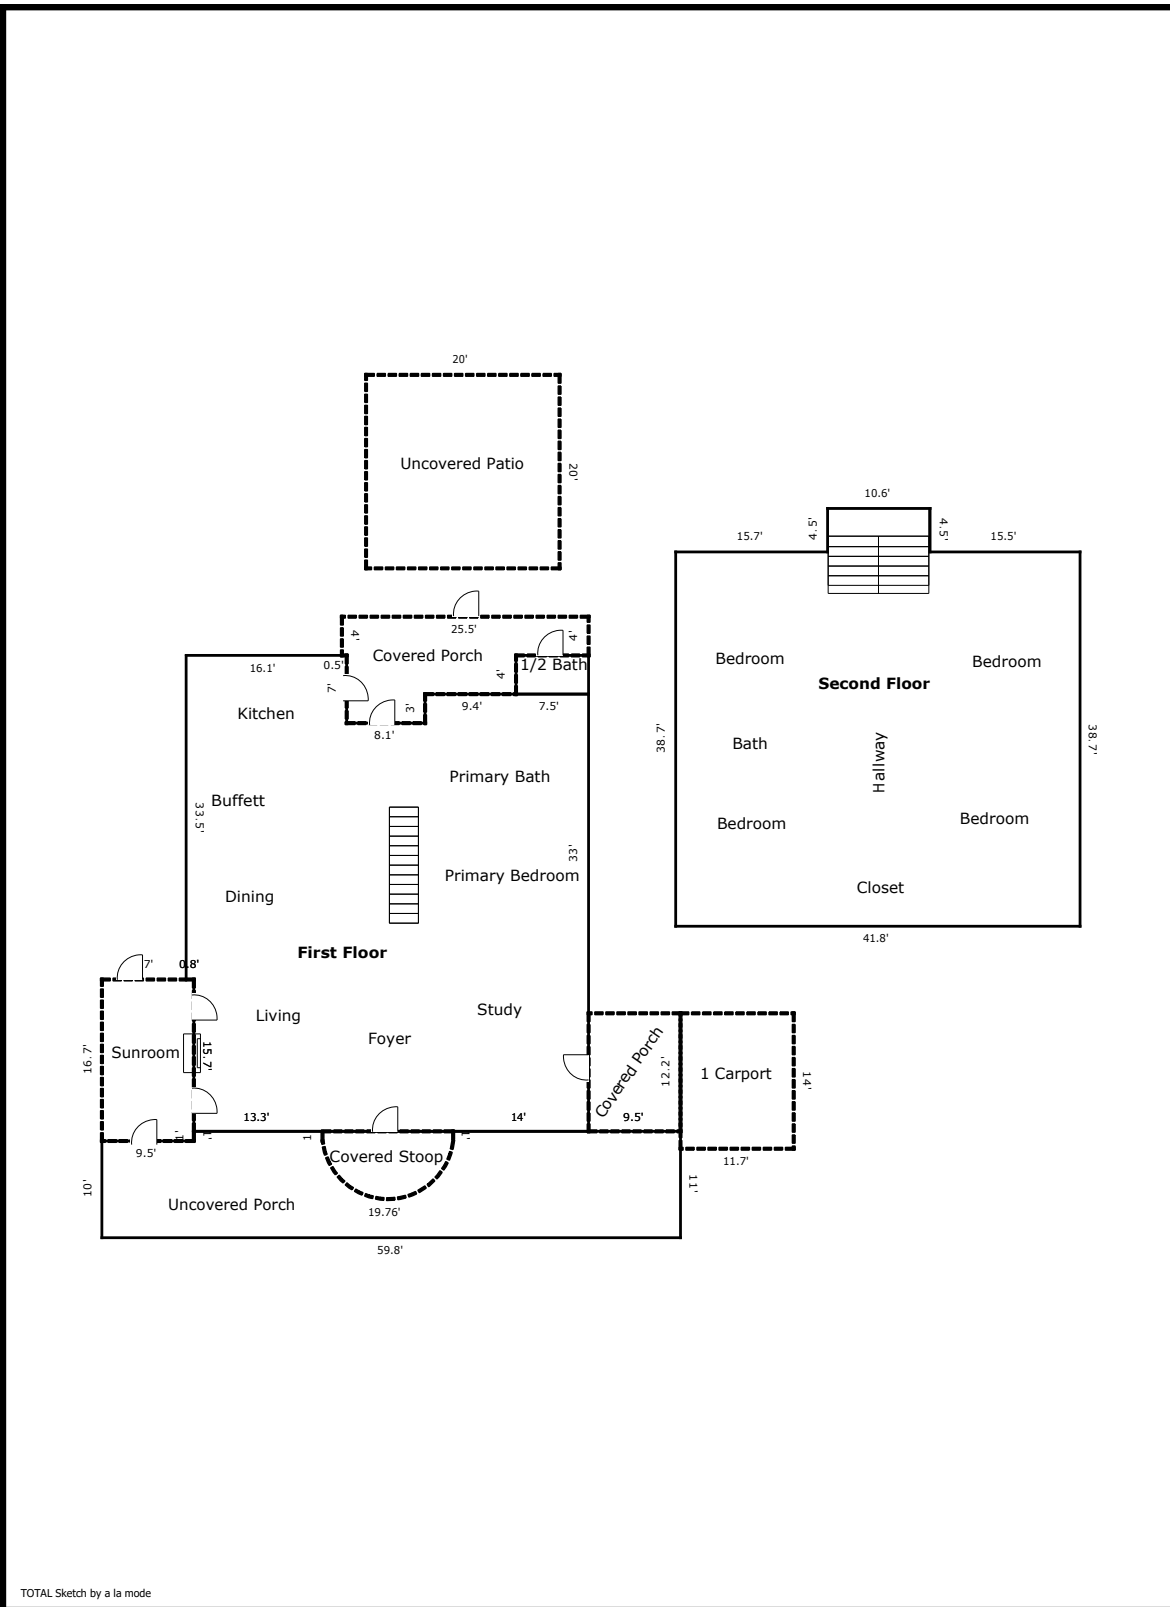 20'
Uncovered Patio
20'
10.6'
15.7'
4.5'
4.5'
15.5'
25.5'
4'
4'
Covered Porch
1/2 Bath
16.1'
0.5'
4'
7'
3'
9.4'
7.5'
Kitchen
8.1'
Bedroom
Bedroom
Second Floor
38.7'
Bath
Hallway
38.7'
Primary Bath
Buffett
33.5'
Bedroom
Bedroom
33'
Primary Bedroom
Closet
Dining
41.8'
First Floor
7'
0.8'
Living
Study
Foyer
Sunroom
16.7'
15.7'
Covered Porch
12.2'
1 Carport
14'
13.3'
14'
9.5'
1'
1'
1'
1'
9.5'
Covered Stoop
11.7'
10'
11'
Uncovered Porch
19.76'
59.8'
TOTAL Sketch by a la mode